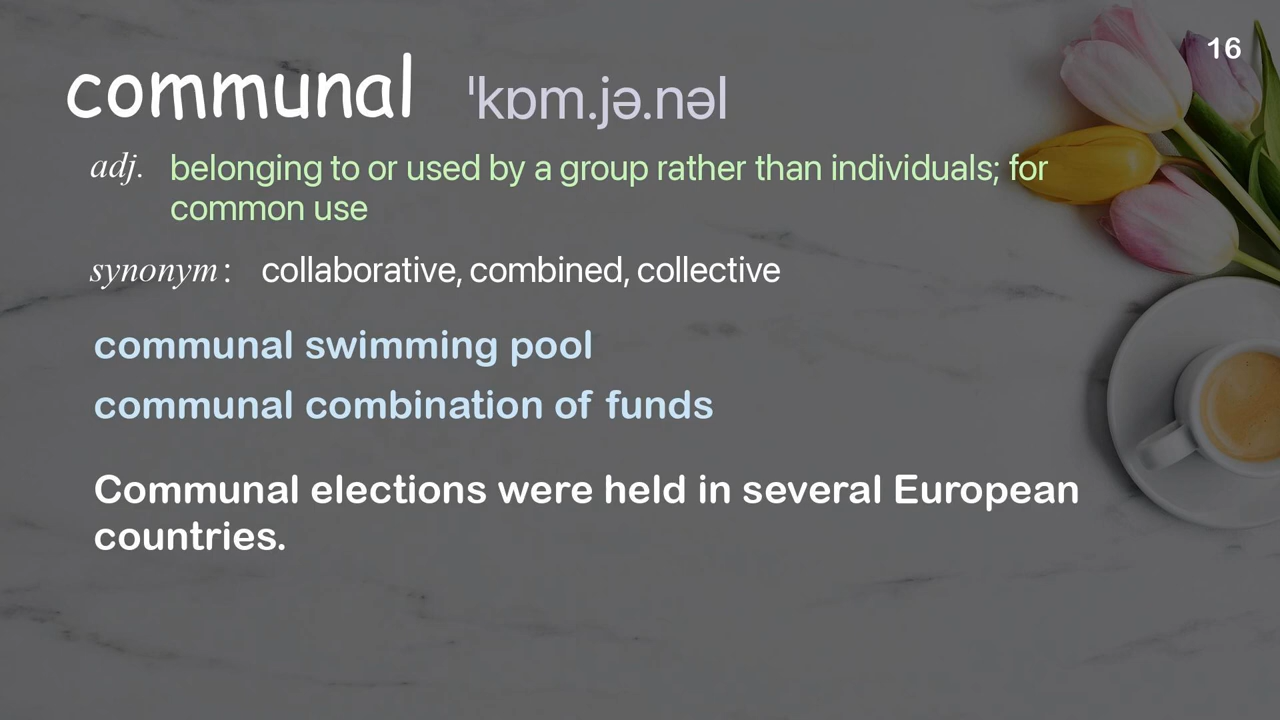 16
communal ˈkɒm.jə.nəl
adj. belonging to or used by a group rather than individuals; for
common use
synonym: collaborative, combined, collective
communal swimming pool
communal combination of funds
Communal elections were held in several European
countries.